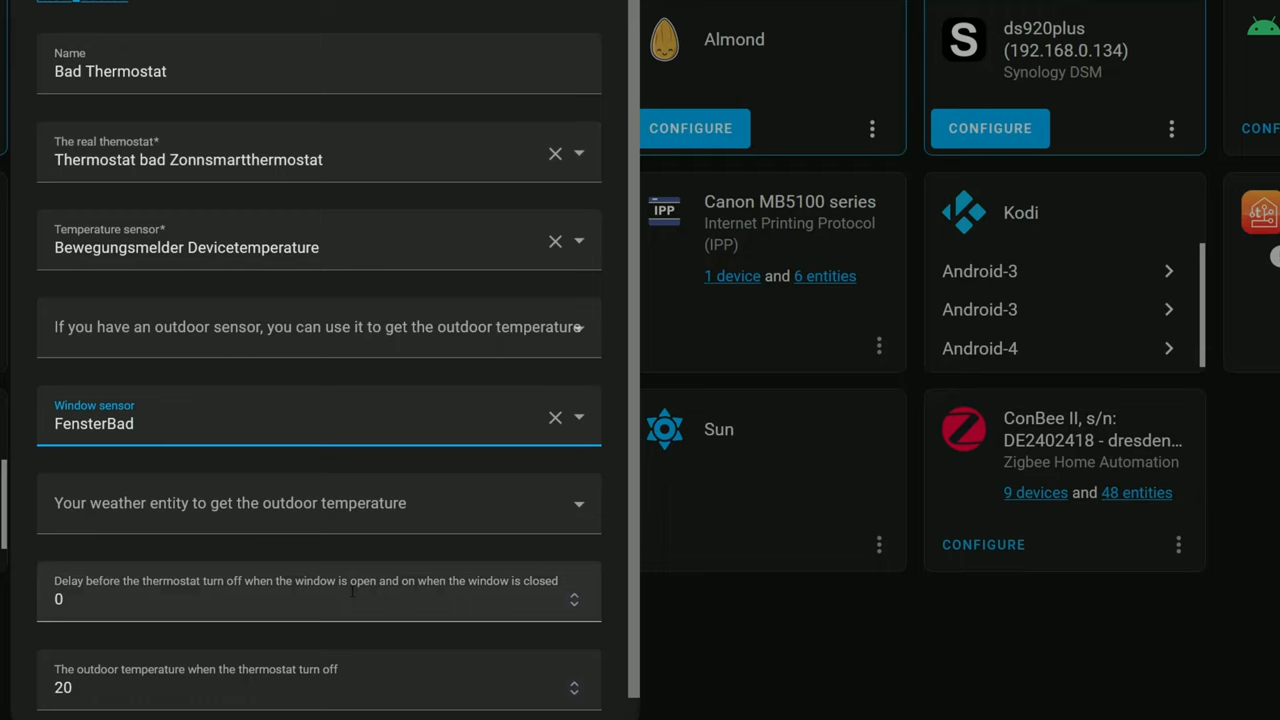 Name
Bad Thermostat
The real themostat*
Thermostat bad Zonnsmartthermostat
Temperature sensor*
Bewegungsmelder Devicetemperature
If you have an outdoor sensor, you can use it to get the outdoor temperature
Window sensor
FensterBad
Your weather entity to get the outdoor temperature
Delay before the thermostat turn off when the window is open and on when the window is closed
0
The outdoor temperature when the thermostat turn off
20
Almond
CONFIGURE
ds920plus
(192.168.0.134)
Synology DSM
CONFIGURE
IPP
Canon MB5100 series
Internet Printing Protocol
(IPP)
1 device and 6 entities
Kodi
Android-3
Android-3
Android-4
Sun
ConBee II, s/n:
DE2402418 - dresden...
Zigbee Home Automation
9 devices and 48 entities
CONFIGURE